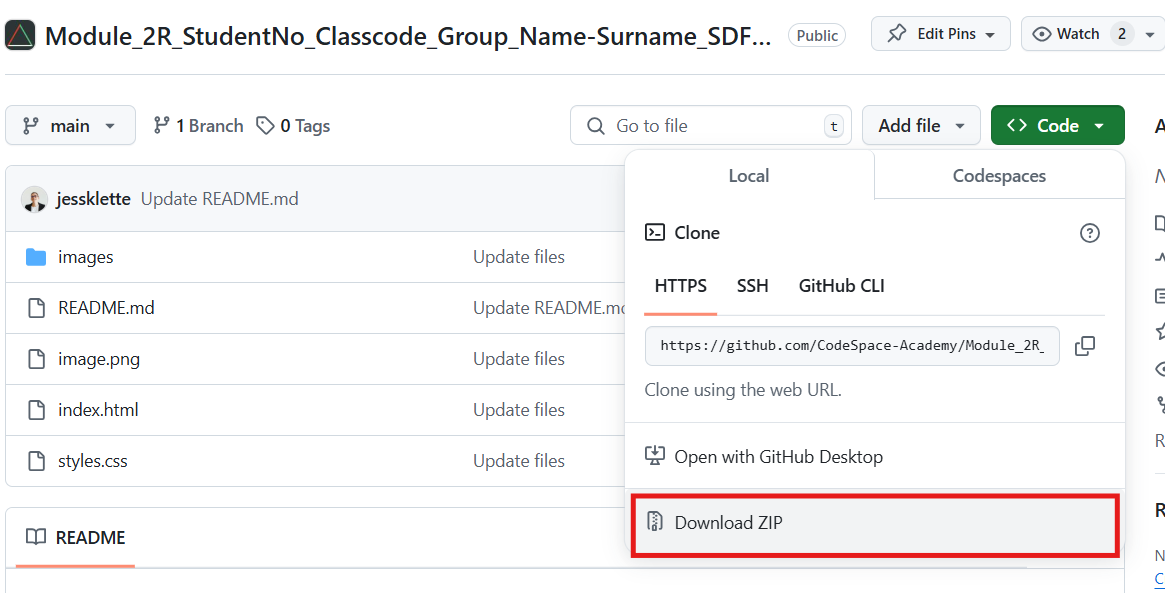 Module_2R_StudentNo_Classcode_Group_Name-Surname_SDF...
Public
Edit Pins
Watch 2
main
1 Branch
0 Tags
Go to file
t
Add file
Code
Local
Codespaces
jessklette Update README.md
Clone
images Update files
HTTPS
SSH
GitHub CLI
README.md Update README.md
https://github.com/CodeSpace-Academy/Module_2R_
image.png Update files
Clone using the web URL.
index.html Update files
Open with GitHub Desktop
styles.css Update files
Download ZIP
README